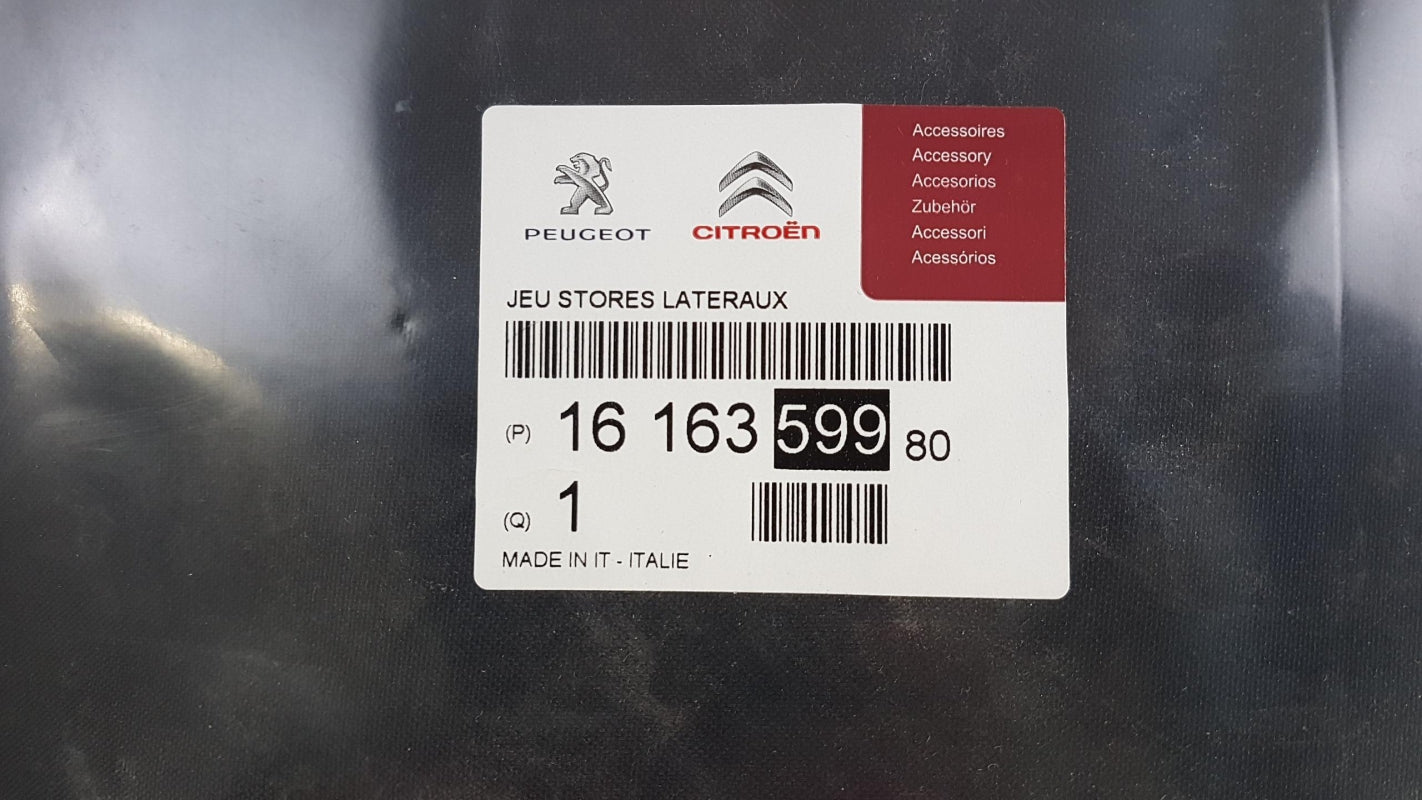 PEUGEOT
CITROËN
Accessoires
Accessory
Accesorios
Zubehör
Accessori
Acessórios
JEU STORES LATERAUX
(P) 16 163 599 80
(Q) 1
MADE IN IT - ITALIE